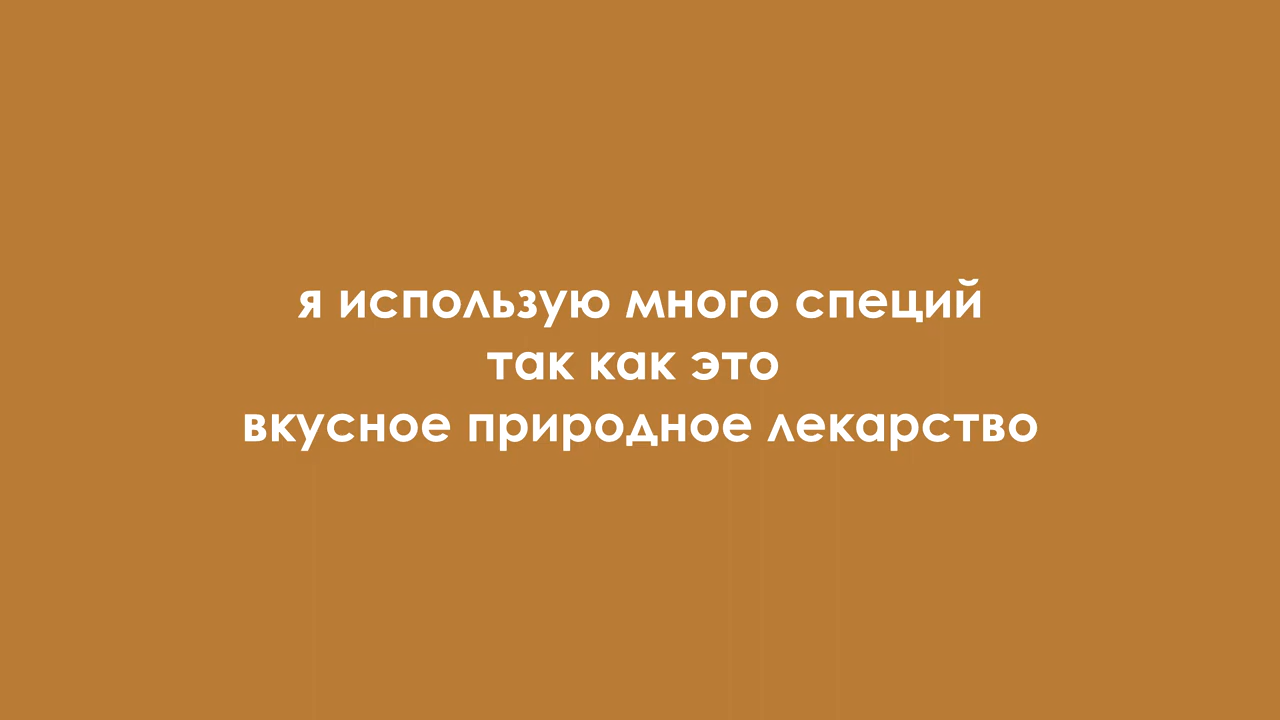 я использую много специй
так как это
вкусное природное лекарство